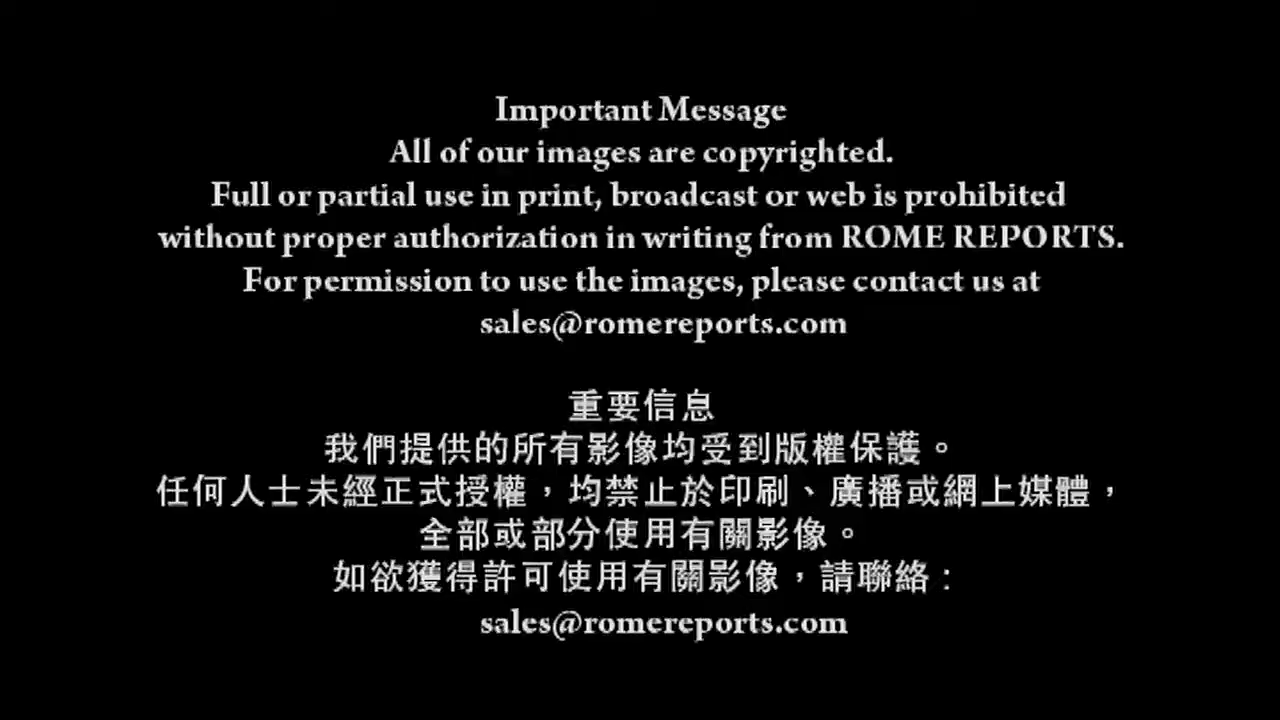 Important Message
All of our images are copyrighted.
Full or partial use in print, broadcast or web is prohibited
without proper authorization in writing from ROME REPORTS.
For permission to use the images, please contact us at
sales@romereports.com
重要信息
我們提供的所有影像均受到版權保護。
任何人士未經正式授權，均禁止於印刷、廣播或網上媒體，
全部或部分使用有關影像。
如欲獲得許可使用有關影像，請聯絡：
sales@romereports.com